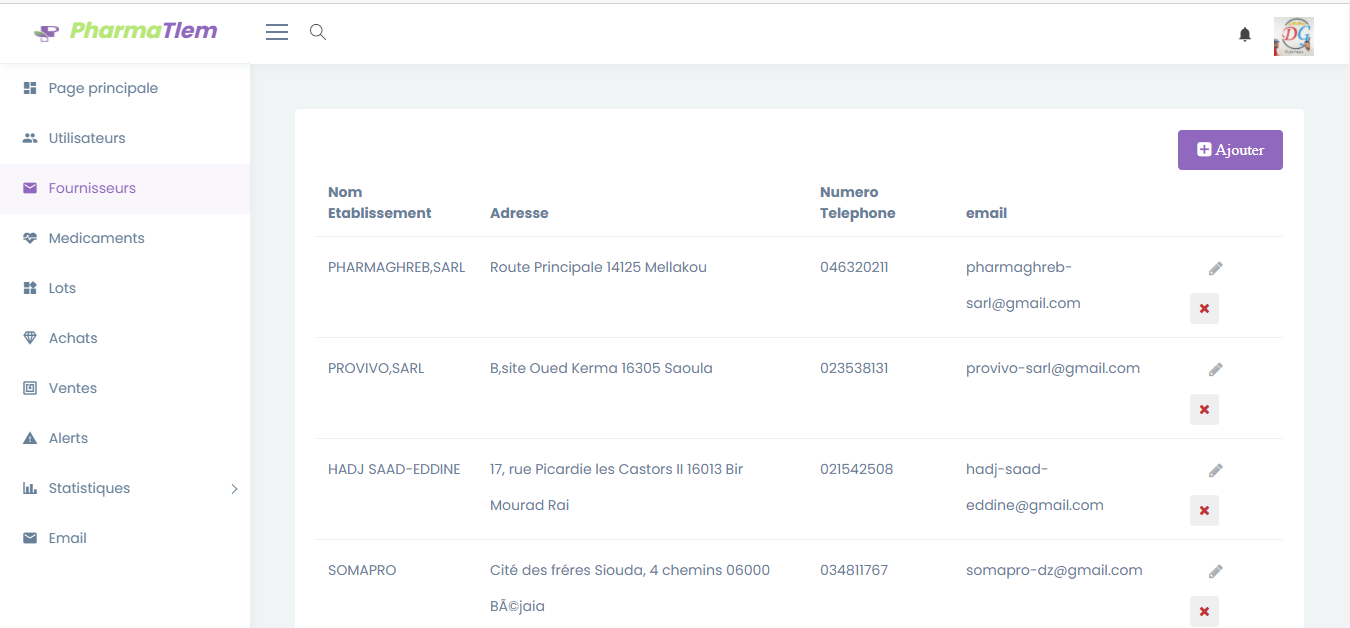 PharmaTlem
Page principale
Utilisateurs
Fournisseurs
Medicaments
Lots
Achats
Ventes
Alerts
Statistiques
Email
DG
Ajouter
Nom
Etablissement
Adresse
Numero
Telephone
email
PHARMAGHREB,SARL
Route Principale 14125 Mellakou
046320211
pharmaghreb-
sarl@gmail.com
PROVIVO,SARL
B,site Oued Kerma 16305 Saoula
023538131
provivo-sarl@gmail.com
HADJ SAAD-EDDINE
17, rue Picardie les Castors II 16013 Bir
Mourad Rai
021542508
hadj-saad-
eddine@gmail.com
SOMAPRO
Cité des fréres Siouda, 4 chemins 06000
BÃ©jaia
034811767
somapro-dz@gmail.com